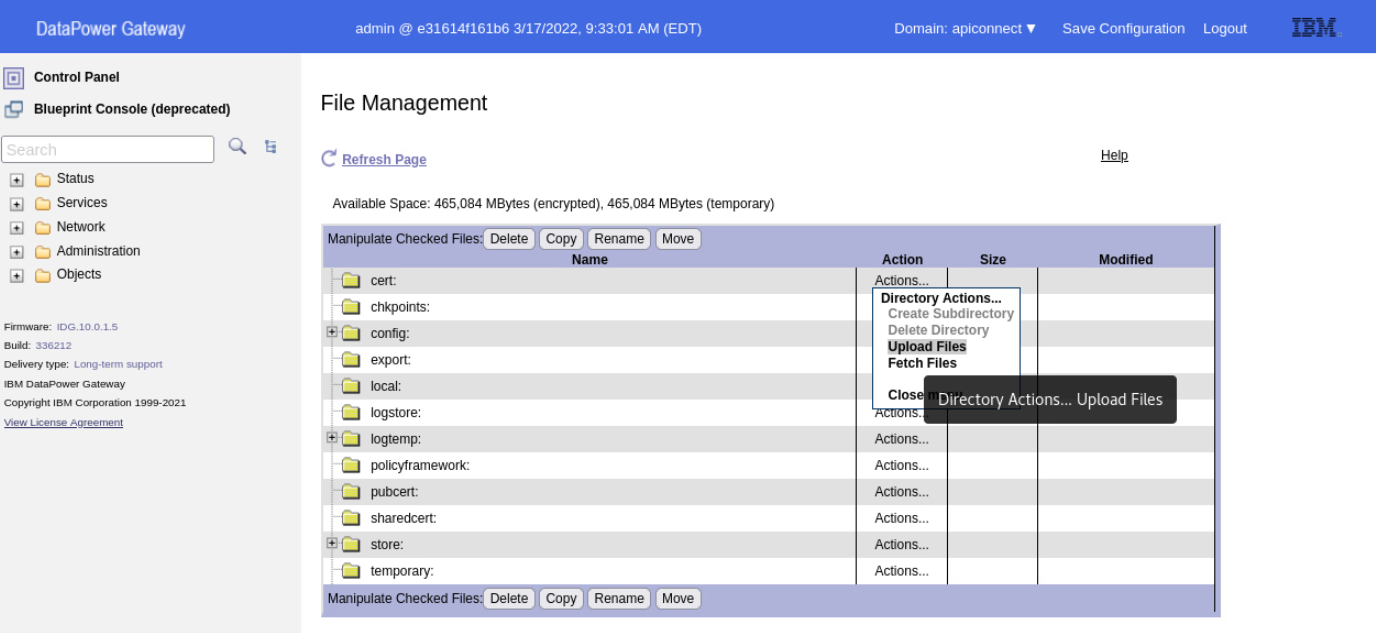 DataPower Gateway
admin @ e31614f161b6 3/17/2022, 9:33:01 AM (EDT)
Domain: apiconnect ▼
Save Configuration
Logout
IBM
Control Panel
Blueprint Console (deprecated)
Search
Status
Services
Network
Administration
Objects
Firmware: IDG.10.0.1.5
Build: 336212
Delivery type: Long-term support
IBM DataPower Gateway
Copyright IBM Corporation 1999-2021
View License Agreement
File Management
Refresh Page
Help
Available Space: 465,084 MBytes (encrypted), 465,084 MBytes (temporary)
Manipulate Checked Files: Delete Copy Rename Move
Name Action Size Modified
cert: Actions...
chkpoints:
config:
export:
local:
logstore: Actions...
logtemp: Actions...
policyframework: Actions...
pubcert: Actions...
sharedcert: Actions...
store: Actions...
temporary: Actions...
Manipulate Checked Files: Delete Copy Rename Move
Directory Actions...
Create Subdirectory
Delete Directory
Upload Files
Fetch Files
Close
Directory Actions... Upload Files